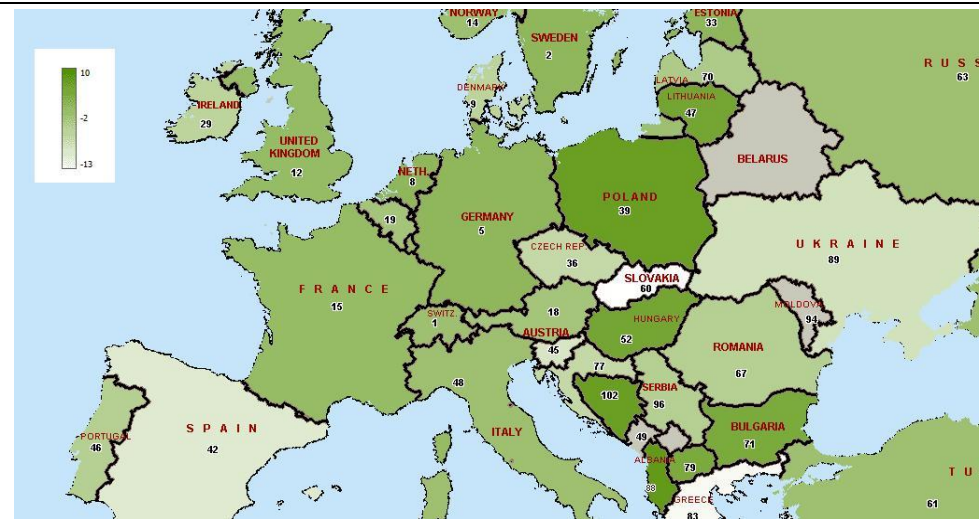 NORWAY
14
SWEDEN
2
ESTONIA
33
RUSS
63
10
-2
-13
LATVIA
70
DENMARK
9
LITHUANIA
47
IRELAND
29
UNITED
KINGDOM
12
NETH.
8
BELARUS
POLAND
39
19
GERMANY
5
CZECH REP.
36
UKRAINE
89
SLOVAKIA
60
FRANCE
15
SWITZ.
1
18
AUSTRIA
HUNGARY
52
MOLDOVA
94
45
ROMANIA
67
77
48
102
SERBIA
96
ITALY
SPAIN
42
PORTUGAL
46
49
BULGARIA
71
ALBANIA
88
79
GREECE
83
TU
61